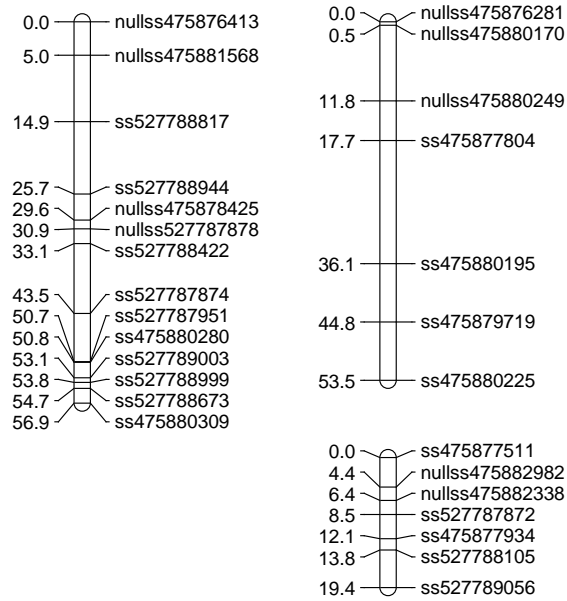 0.0 nullss475876413
5.0 nullss475881568
14.9 ss527788817
25.7 ss527788944
29.6 nullss475878425
30.9 nullss527787878
33.1 ss527788422
43.5 ss527787874
50.7 ss527787951
50.8 ss475880280
53.1 ss527789003
53.8 ss527788999
54.7 ss527788673
56.9 ss475880309
0.0 nullss475876281
0.5 nullss475880170
11.8 nullss475880249
17.7 ss475877804
36.1 ss475880195
44.8 ss475879719
53.5 ss475880225
0.0 ss475877511
4.4 nullss475882982
6.4 nullss475882338
8.5 ss527787872
12.1 ss475877934
13.8 ss527788105
19.4 ss527789056